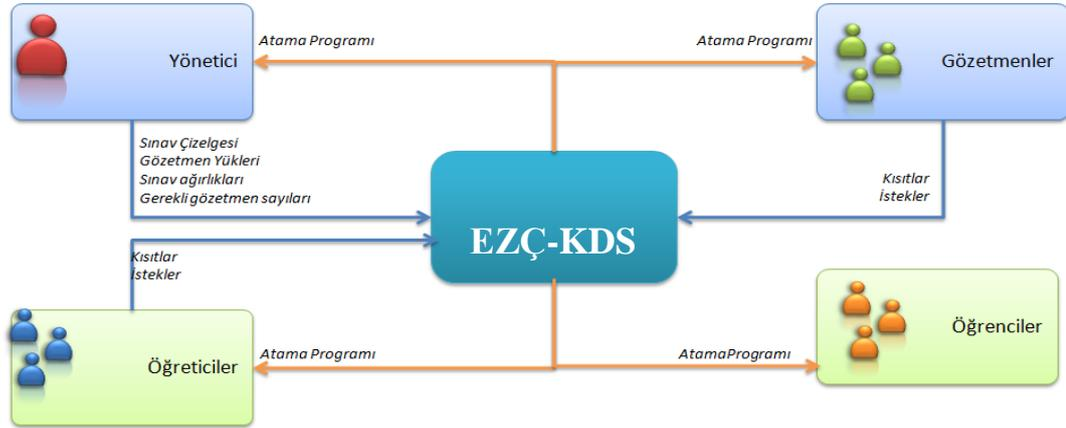 Yönetici
Atama Programı
Atama Programı
Gözetmenler
Sınav Çizelgesi
Gözetmen Yükleri
Sınav ağırlıkları
Gerekli gözetmen sayıları
Kısıtlar
İstekler
EZÇ-KDS
Kısıtlar
İstekler
Öğreticiler
Atama Programı
AtamaProgramı
Öğrenciler